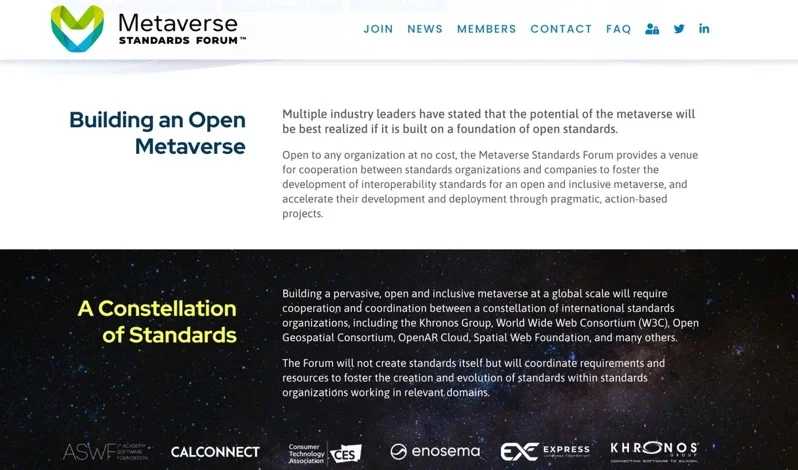 Metaverse
STANDARDS FORUM™
JOIN NEWS MEMBERS CONTACT FAQ
Building an Open
Metaverse
Multiple industry leaders have stated that the potential of the metaverse will
be best realized if it is built on a foundation of open standards.
Open to any organization at no cost, the Metaverse Standards Forum provides a venue
for cooperation between standards organizations and companies to foster the
development of interoperability standards for an open and inclusive metaverse, and
accelerate their development and deployment through pragmatic, action-based
projects.
A Constellation
of Standards
Building a pervasive, open and inclusive metaverse at a global scale will require
cooperation and coordination between a constellation of international standards
organizations, including the Khronos Group, World Wide Web Consortium (W3C), Open
Geospatial Consortium, OpenAR Cloud, Spatial Web Foundation, and many others.
The Forum will not create standards itself but will coordinate requirements and
resources to foster the creation and evolution of standards within standards
organizations working in relevant domains.
ASWF ACADEMY SOFTWARE FOUNDATION
CALCONNECT
Consumer
Technology
Association
CES
enosema
EXPRESS
KHRONOS
GROUP